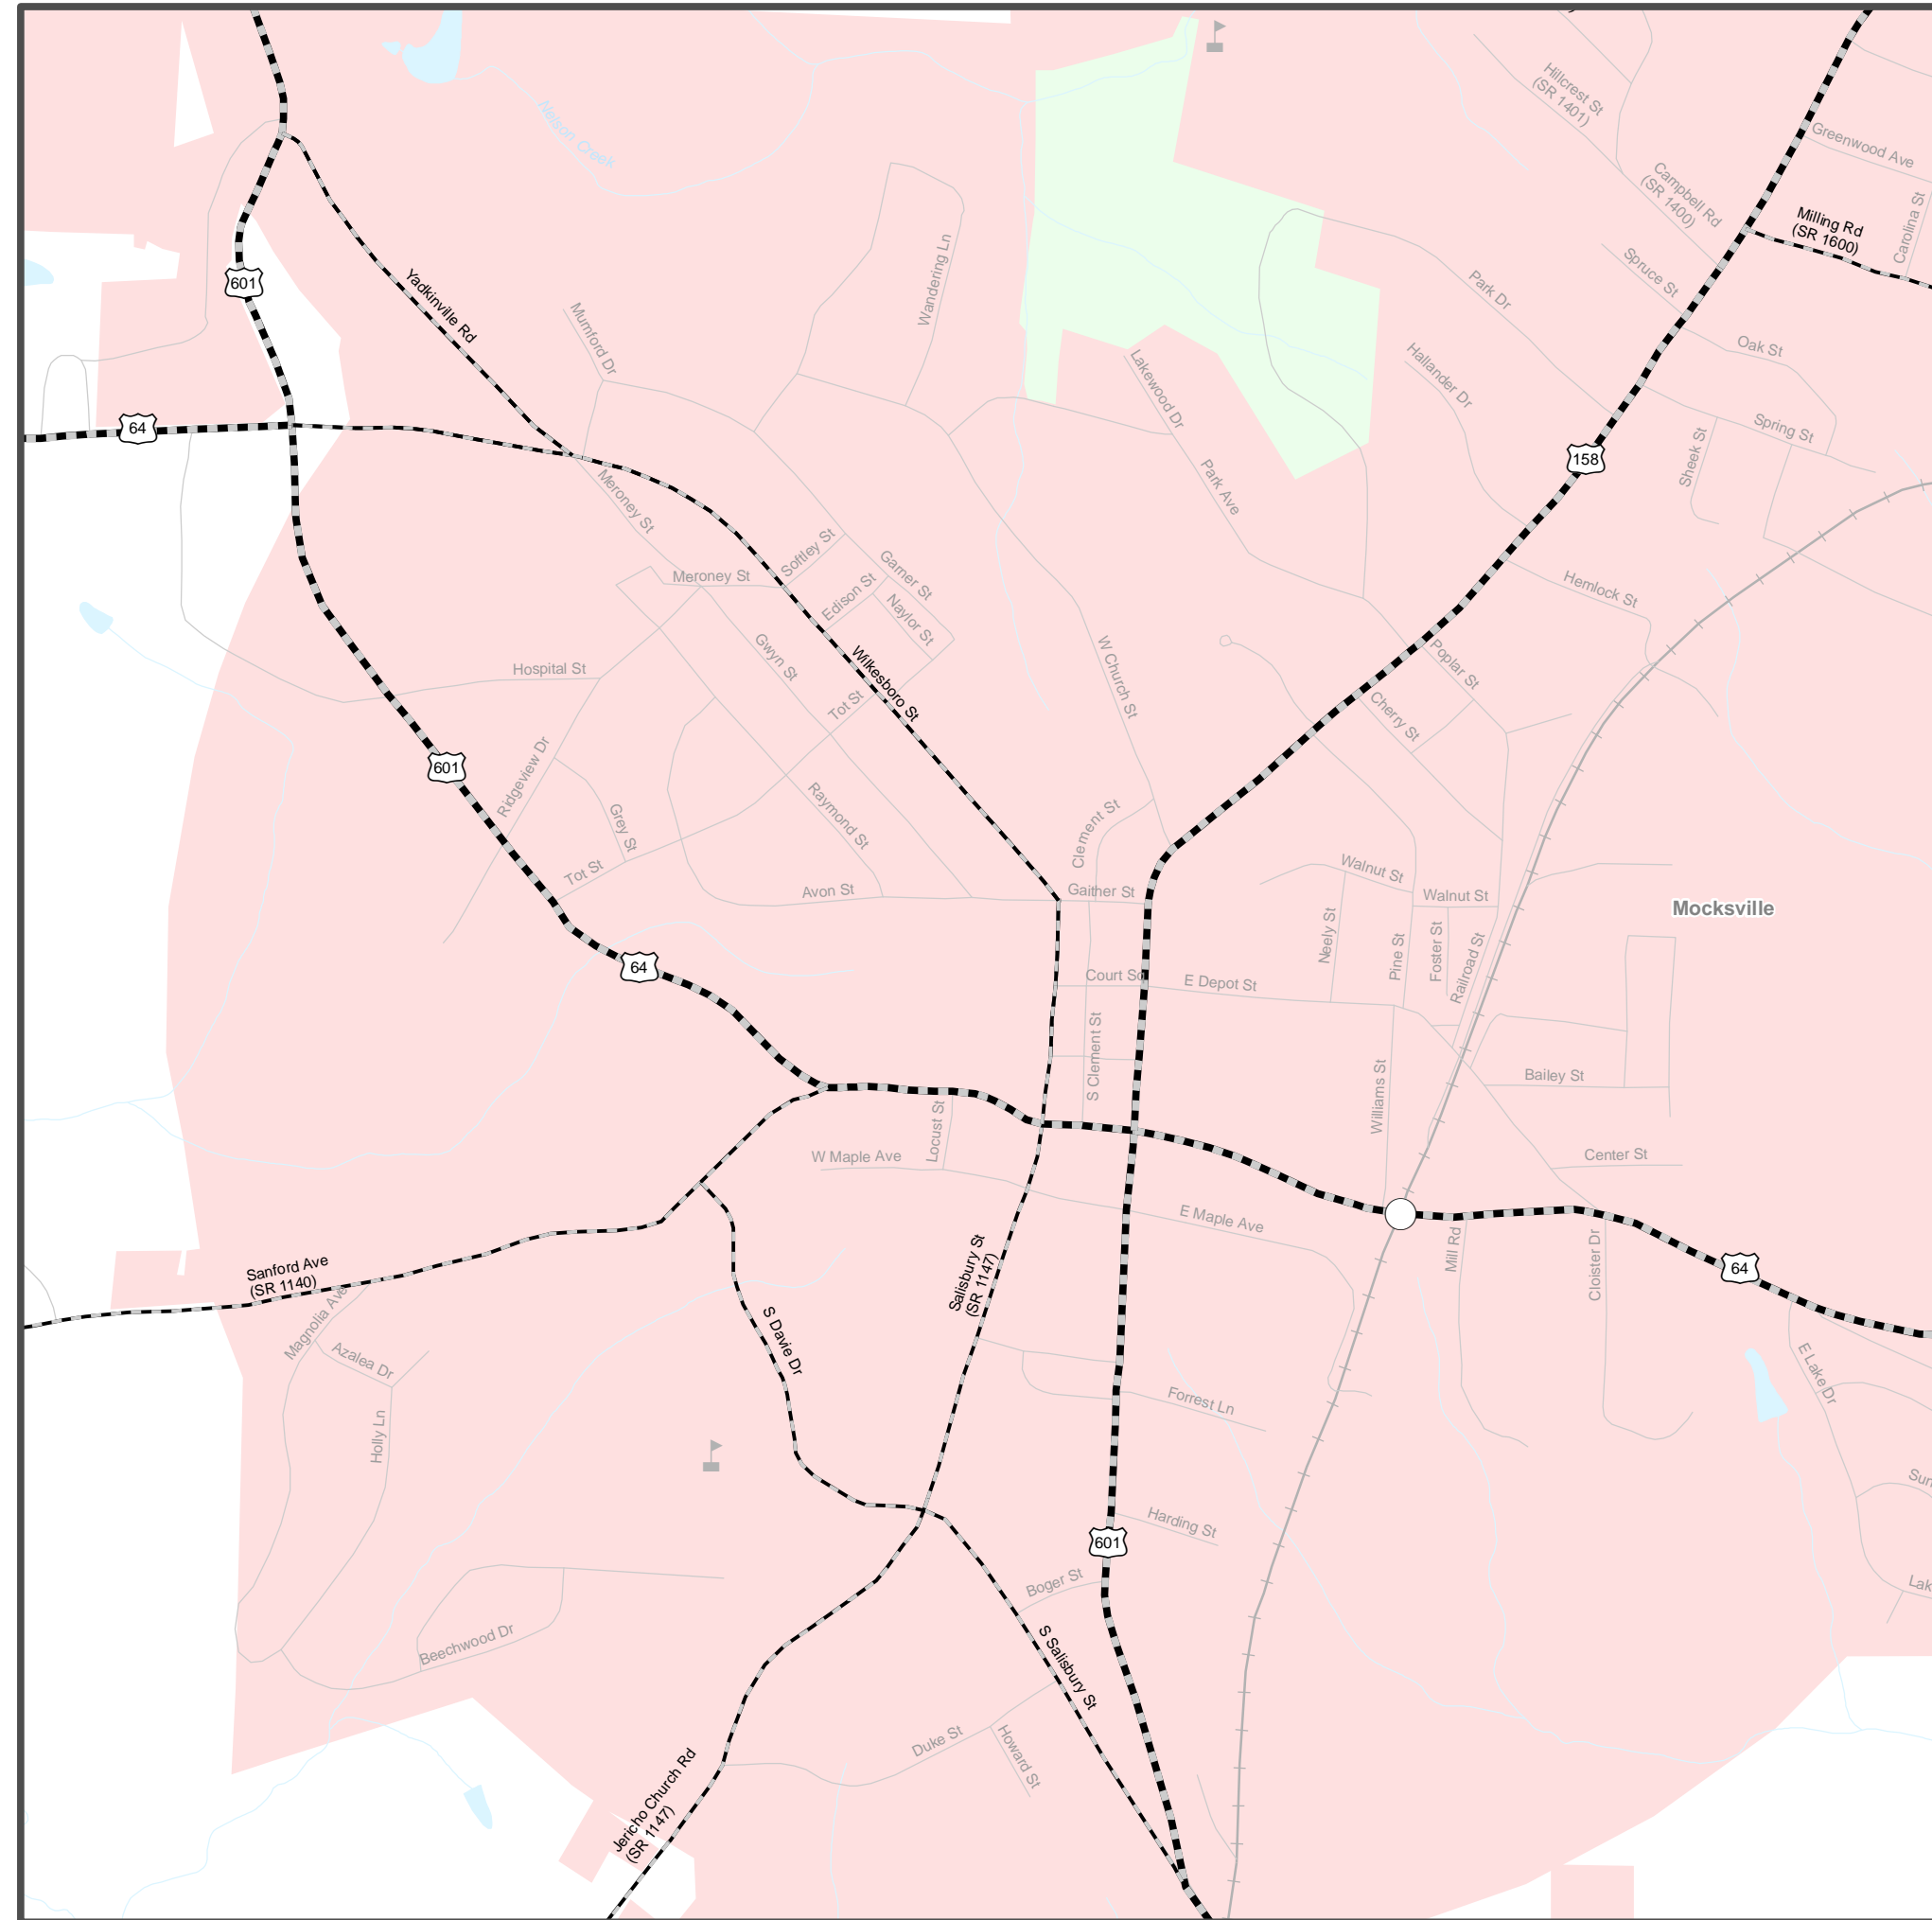 Nelson Creek
Hillcrest St
(SR 1401)
Greenwood Ave
Campbell Rd
(SR 1400)
Carolina St
Milling Rd
(SR 1600)
Wandering Ln
601
Yadkinville Rd
Spruce St
Park Dr
Mumford Dr
Oak St
Lakewood Dr
Hallander Dr
64
Spring St
Sheek St
158
Meroney St
Park Ave
Softley St
Garner St
Meroney St
Edison St
Naylor St
Hemlock St
Gwyn St
W Church St
Hospital St
Wilkesboro St
Poplar St
Tot St
Cherry St
601
Ridgeview Dr
Raymond St
Grey St
Clement St
Tot St
Walnut St
Avon St
Gaither St
Walnut St
Mocksville
Neely St
Pine St
Foster St
Railroad St
64
Court Sq
E Depot St
S Clement St
Williams St
Bailey St
Locust St
W Maple Ave
Center St
E Maple Ave
Mill Rd
Cloister Dr
64
Sanford Ave
(SR 1140)
Salisbury St
(SR 1147)
Magnolia Ave
Azalea Dr
S Davie Dr
E Lake Dr
Holly Ln
Forrest Ln
Harding St
601
Boger St
Beechwood Dr
S Salisbury St
Duke St
Howard St
Jericho Church Rd
(SR 1147)